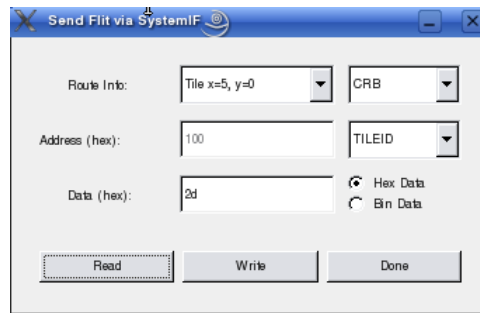 Send Flit via SystemIF
Route Info: Tile x=5, y=0 CRB
Address (hex): 100 TILEID
Data (hex): 2d Hex Data
Bin Data
Read Write Done